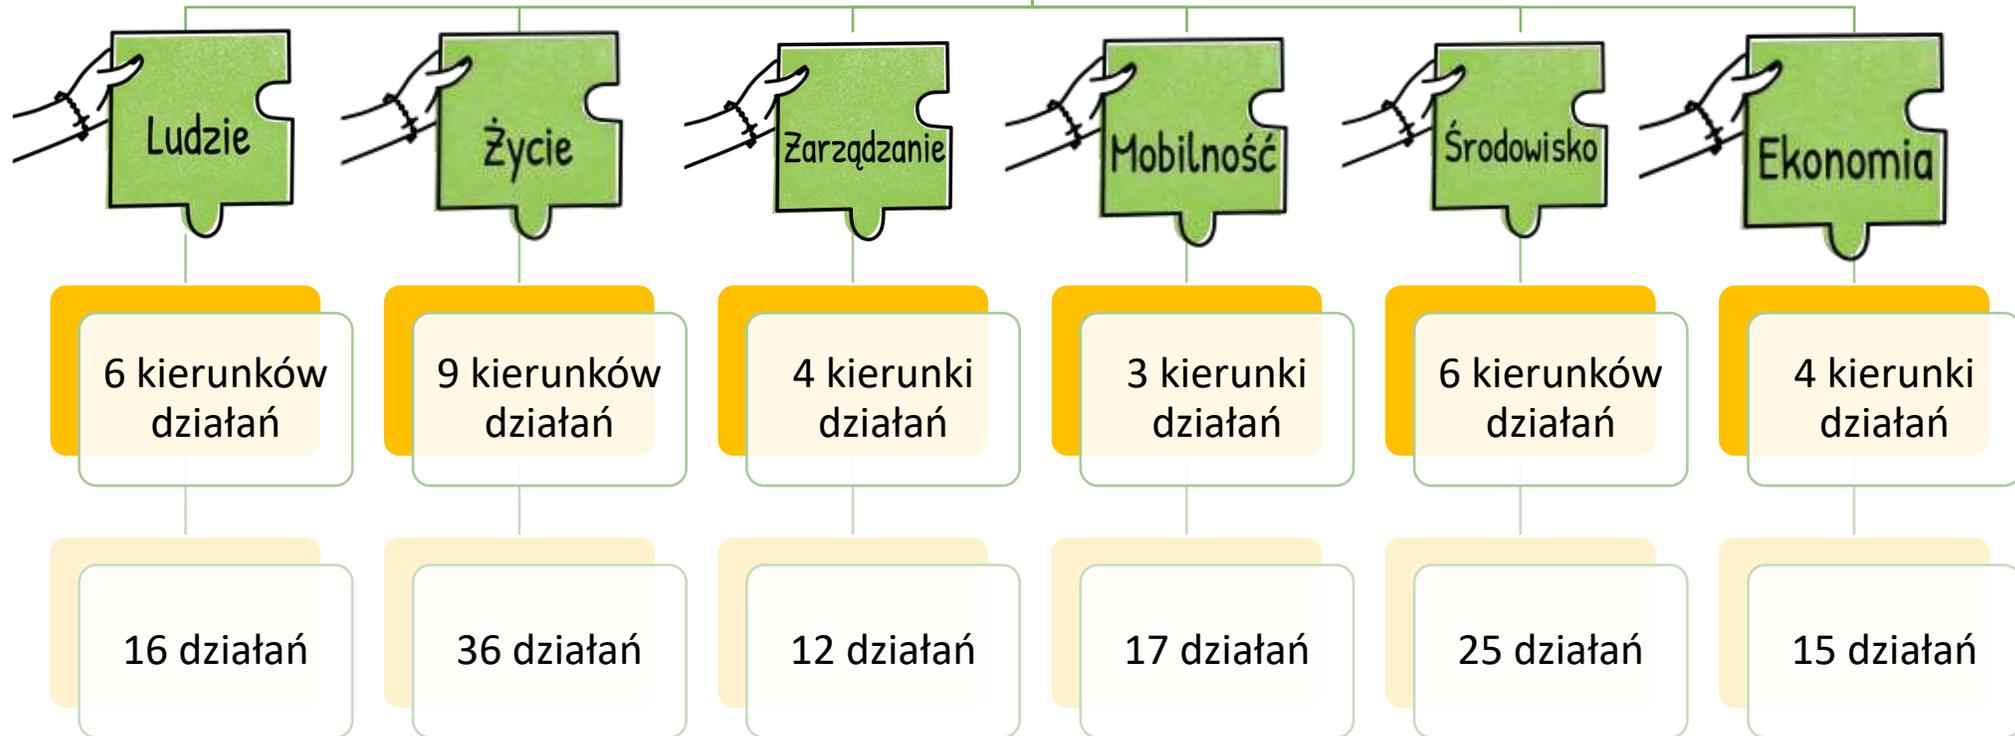 Ludzie
Życie
Zarządzanie
Mobilność
Środowisko
Ekonomia
6 kierunków
działań
9 kierunków
działań
4 kierunki
działań
3 kierunki
działań
6 kierunków
działań
4 kierunki
działań
16 działań
36 działań
12 działań
17 działań
25 działań
15 działań